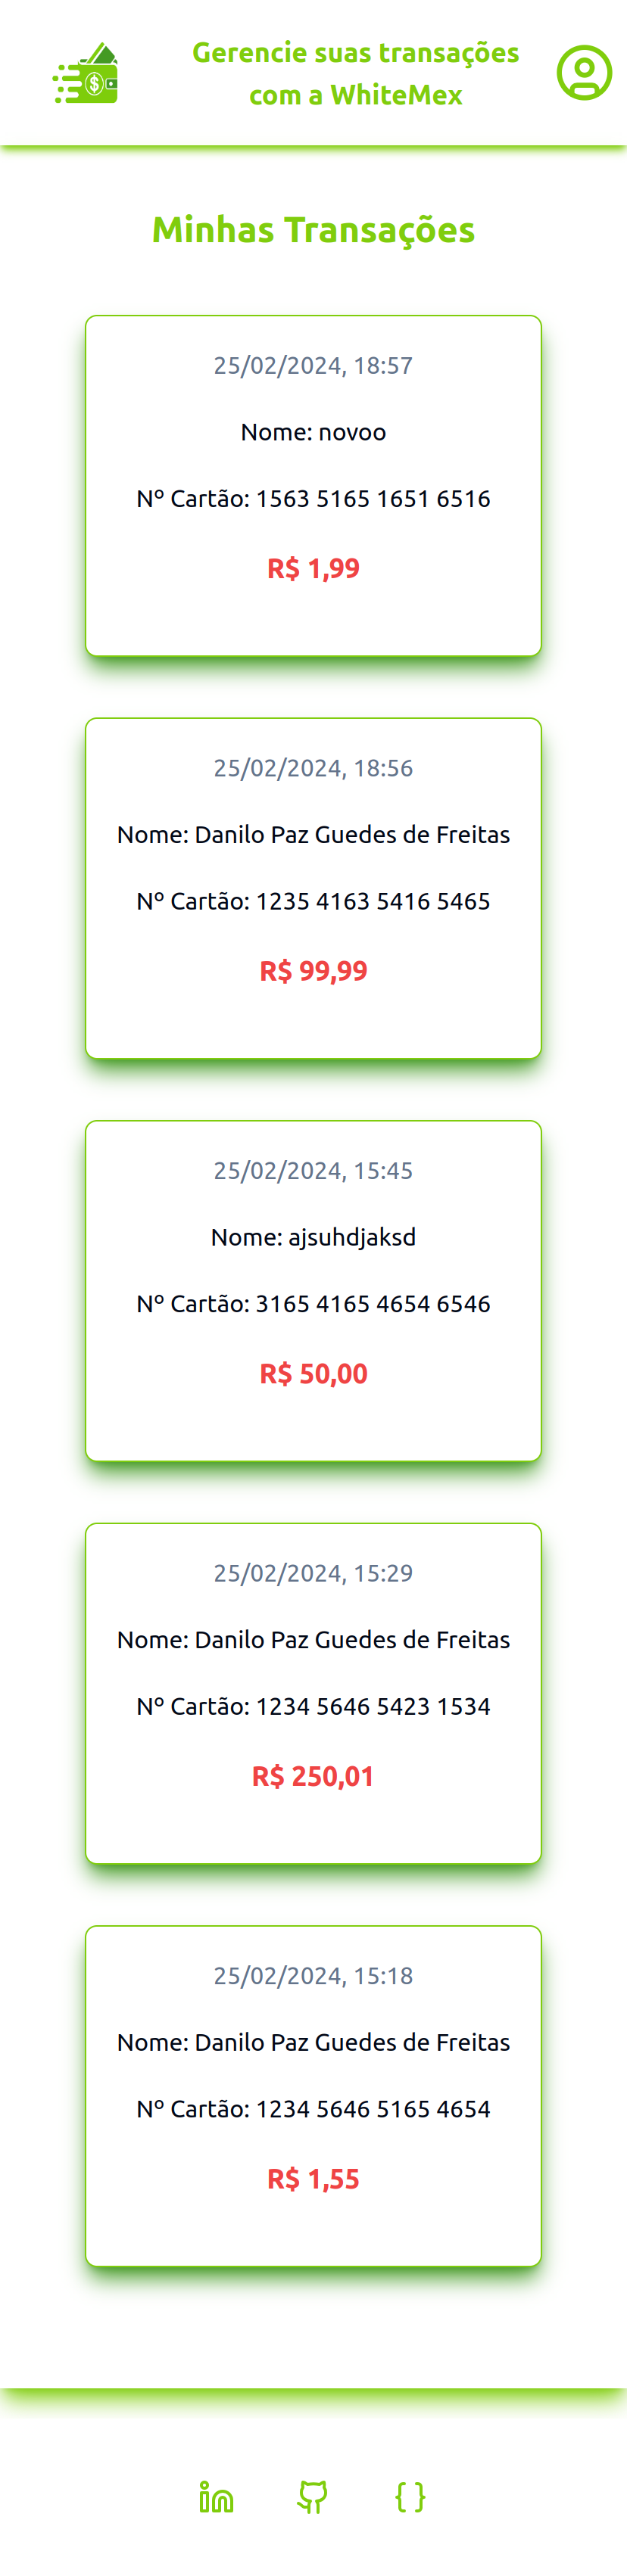 Gerencie suas transações
com a WhiteMex
Minhas Transações
25/02/2024, 18:57
Nome: novoo
Nº Cartão: 1563 5165 1651 6516
R$ 1,99
25/02/2024, 18:56
Nome: Danilo Paz Guedes de Freitas
Nº Cartão: 1235 4163 5416 5465
R$ 99,99
25/02/2024, 15:45
Nome: ajsuhdjaksd
Nº Cartão: 3165 4165 4654 6546
R$ 50,00
25/02/2024, 15:29
Nome: Danilo Paz Guedes de Freitas
Nº Cartão: 1234 5646 5423 1534
R$ 250,01
25/02/2024, 15:18
Nome: Danilo Paz Guedes de Freitas
Nº Cartão: 1234 5646 5165 4654
R$ 1,55